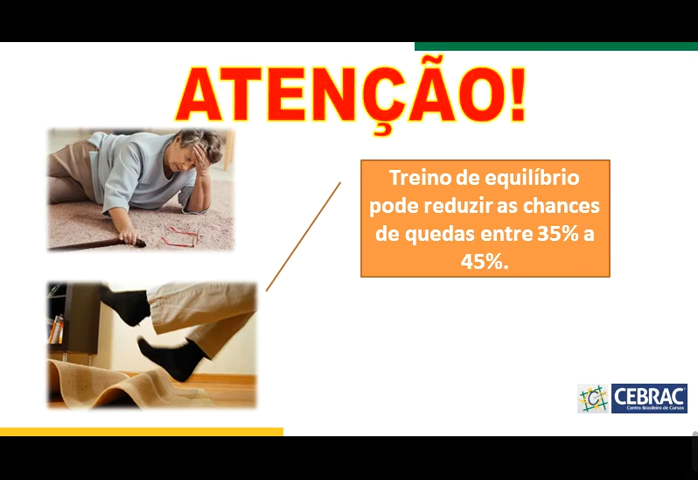 ATENÇÃO!
Treino de equilíbrio
pode reduzir as chances
de quedas entre 35% a
45%.
CEBRAC
Centro Brasileiro de Cursos